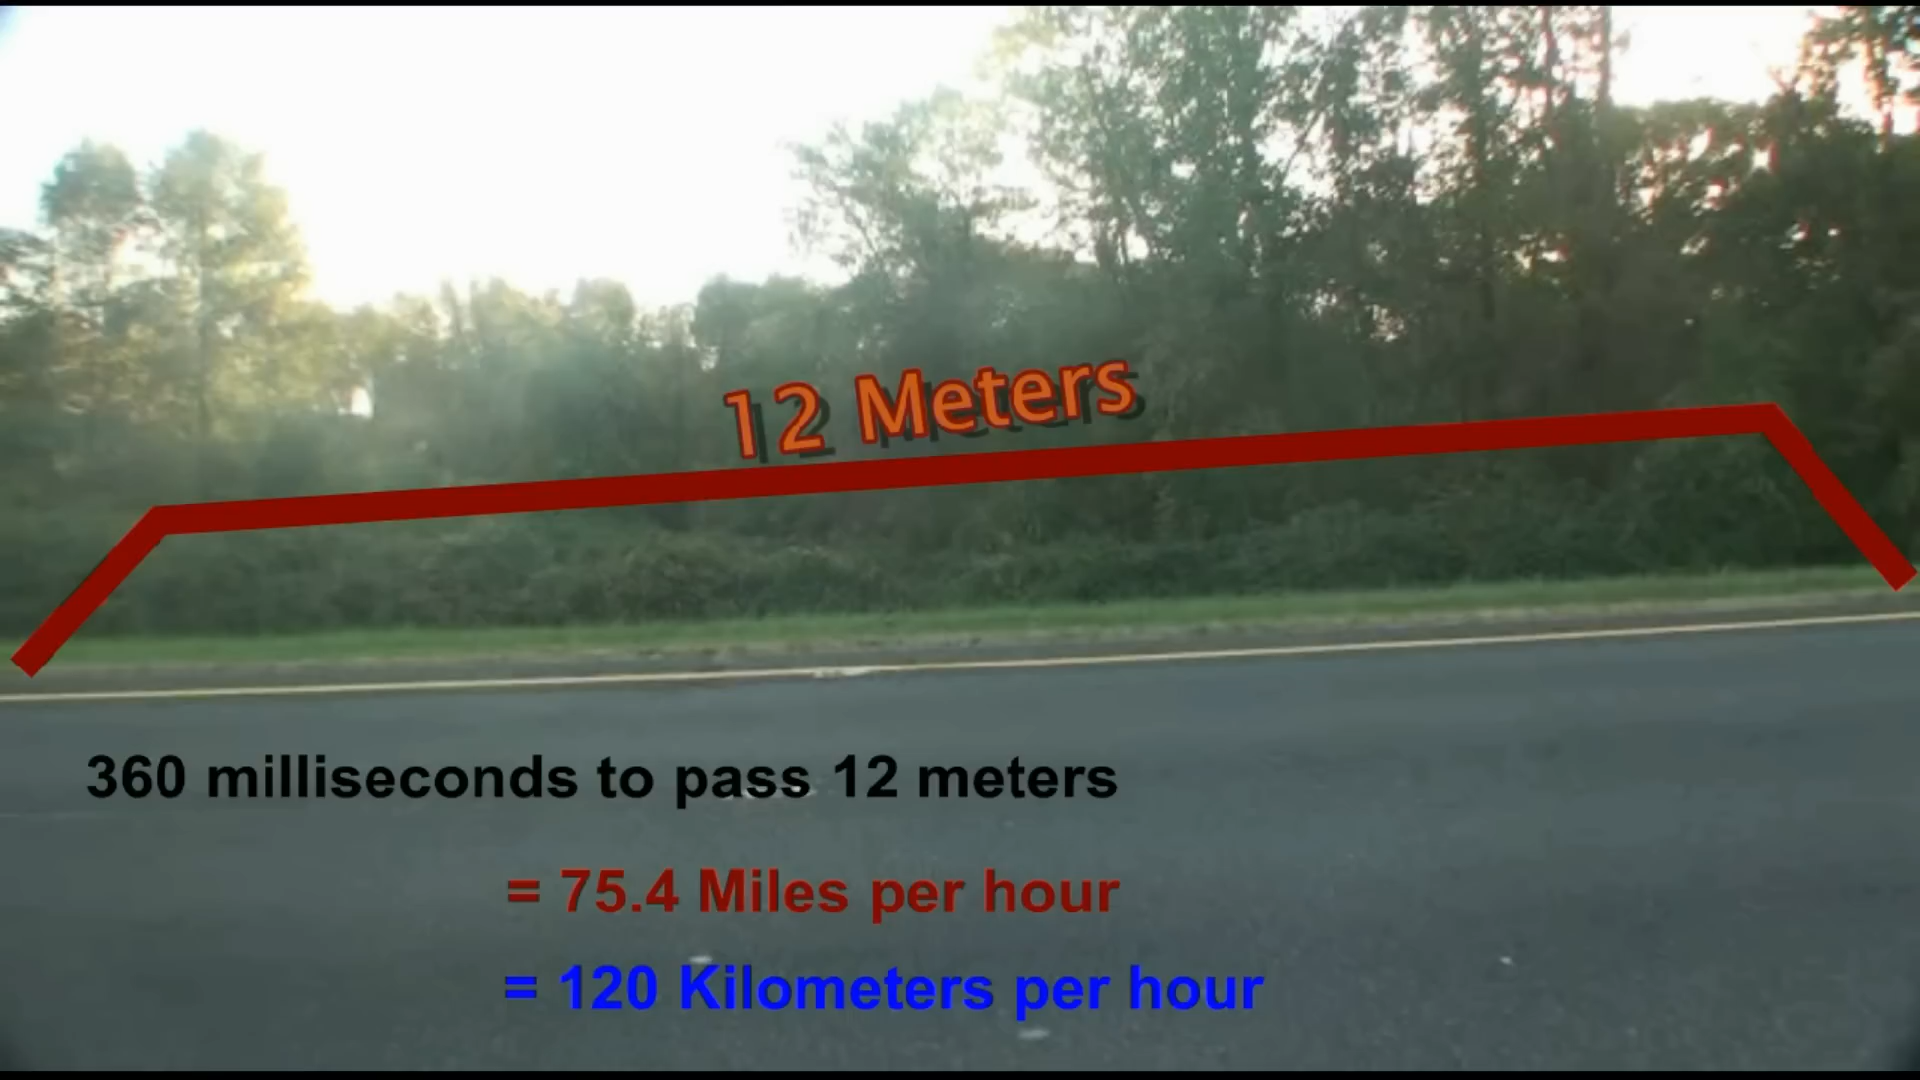 12 Meters
360 milliseconds to pass 12 meters
= 75.4 Miles per hour
= 120 Kilometers per hour